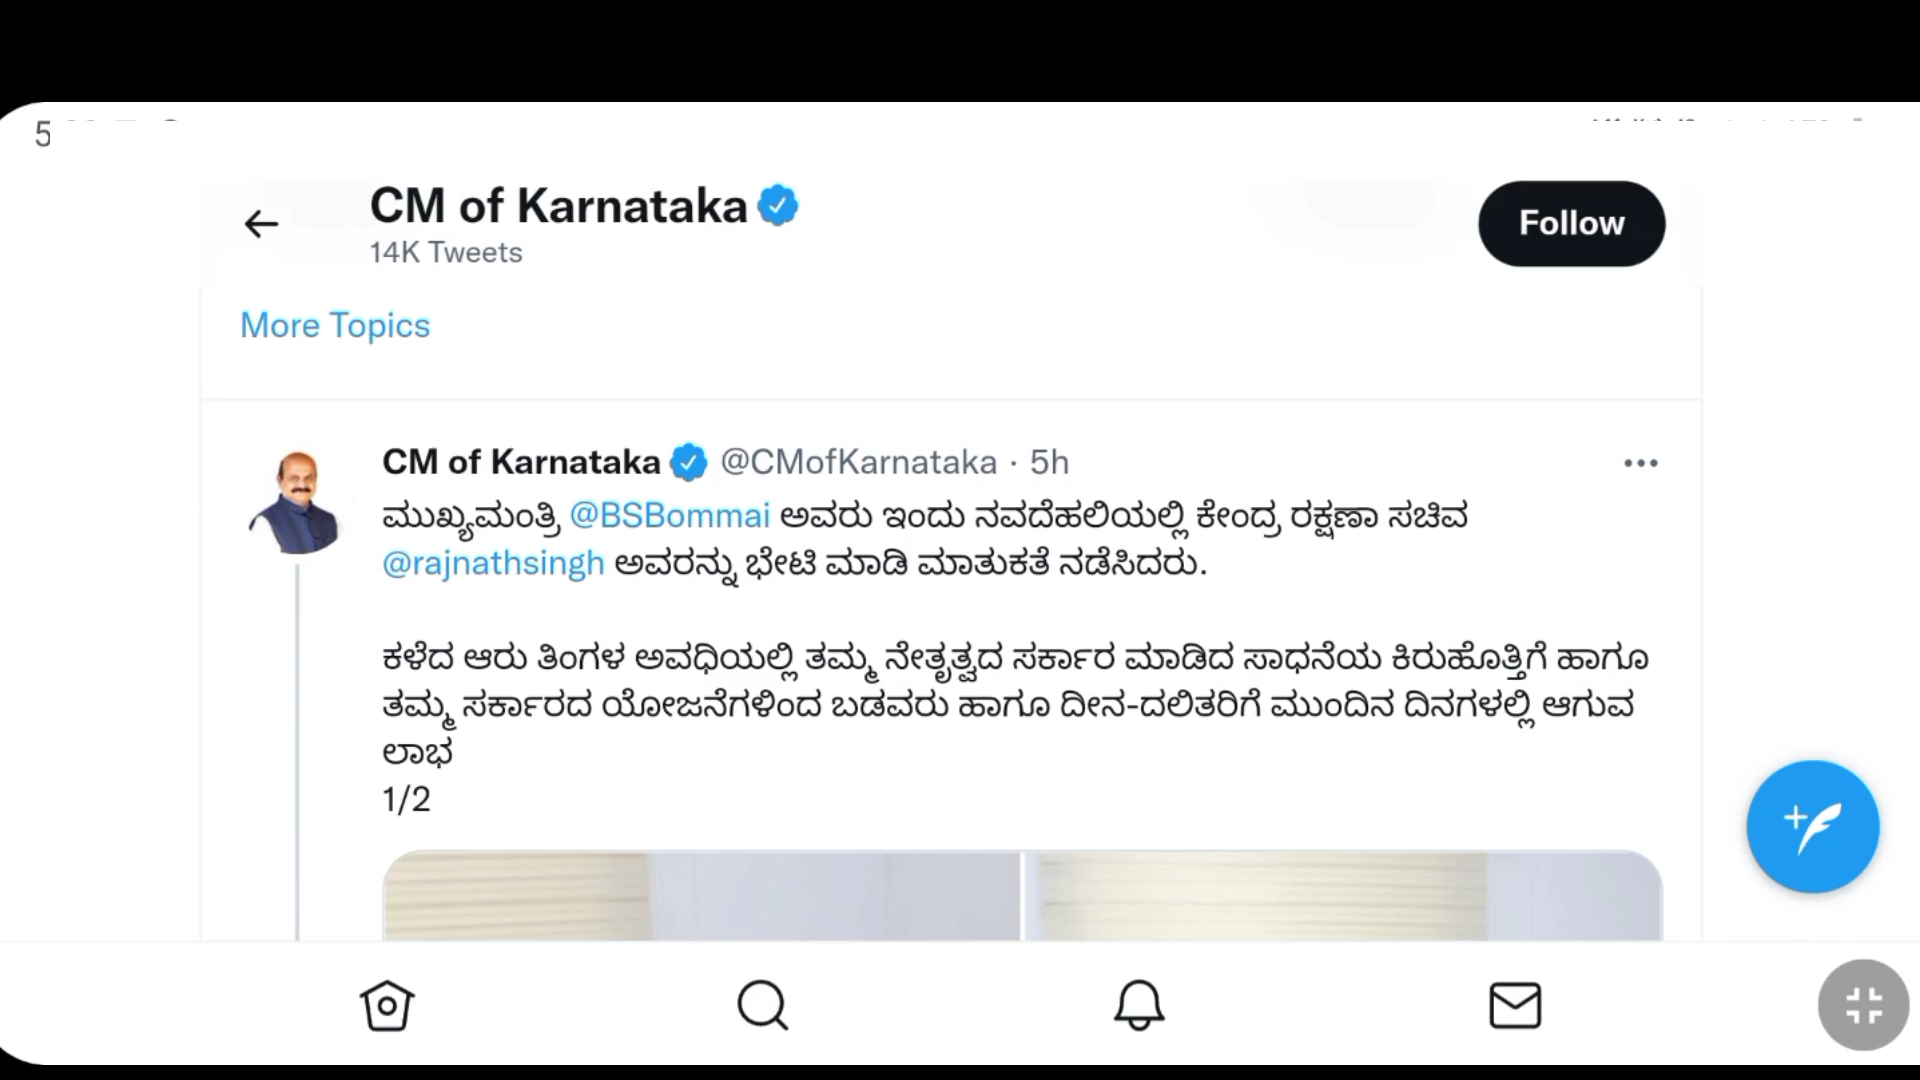 CM of Karnataka
14K Tweets
Follow
More Topics
CM of Karnataka @CMofKarnataka · 5h
ಮುಖ್ಯಮಂತ್ರಿ @BSBommai ಅವರು ಇಂದು ನವದೆಹಲಿಯಲ್ಲಿ ಕೇಂದ್ರ ರಕ್ಷಣಾ ಸಚಿವ
@rajnathsingh ಅವರನ್ನು ಭೇಟಿ ಮಾಡಿ ಮಾತುಕತೆ ನಡೆಸಿದರು.
ಕಳೆದ ಆರು ತಿಂಗಳ ಅವಧಿಯಲ್ಲಿ ತಮ್ಮ ನೇತೃತ್ವದ ಸರ್ಕಾರ ಮಾಡಿದ ಸಾಧನೆಯ ಕಿರುಹೊತ್ತಿಗೆ ಹಾಗೂ
ತಮ್ಮ ಸರ್ಕಾರದ ಯೋಜನೆಗಳಿಂದ ಬಡವರು ಹಾಗೂ ದೀನ-ದಲಿತರಿಗೆ ಮುಂದಿನ ದಿನಗಳಲ್ಲಿ ಆಗುವ
ಲಾಭ
1/2